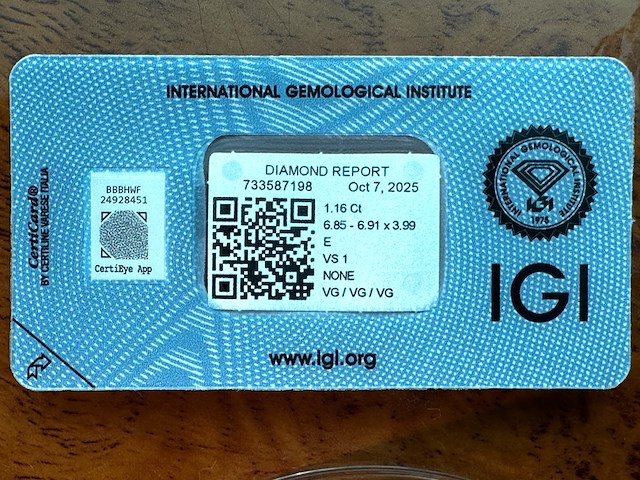 INTERNATIONAL GEMOLOGICAL INSTITUTE
CertiCard®
BY CERTILINE VARESE ITALIA
BBBHWF
24928451
CertiEye App
DIAMOND REPORT
733587198 Oct 7, 2025
1.16 Ct
6.85 - 6.91 x 3.99
E
VS 1
NONE
VG / VG / VG
INTERNATIONAL GEMOLOGICAL INSTITUTE
IGI
1975
IGI
www.igi.org